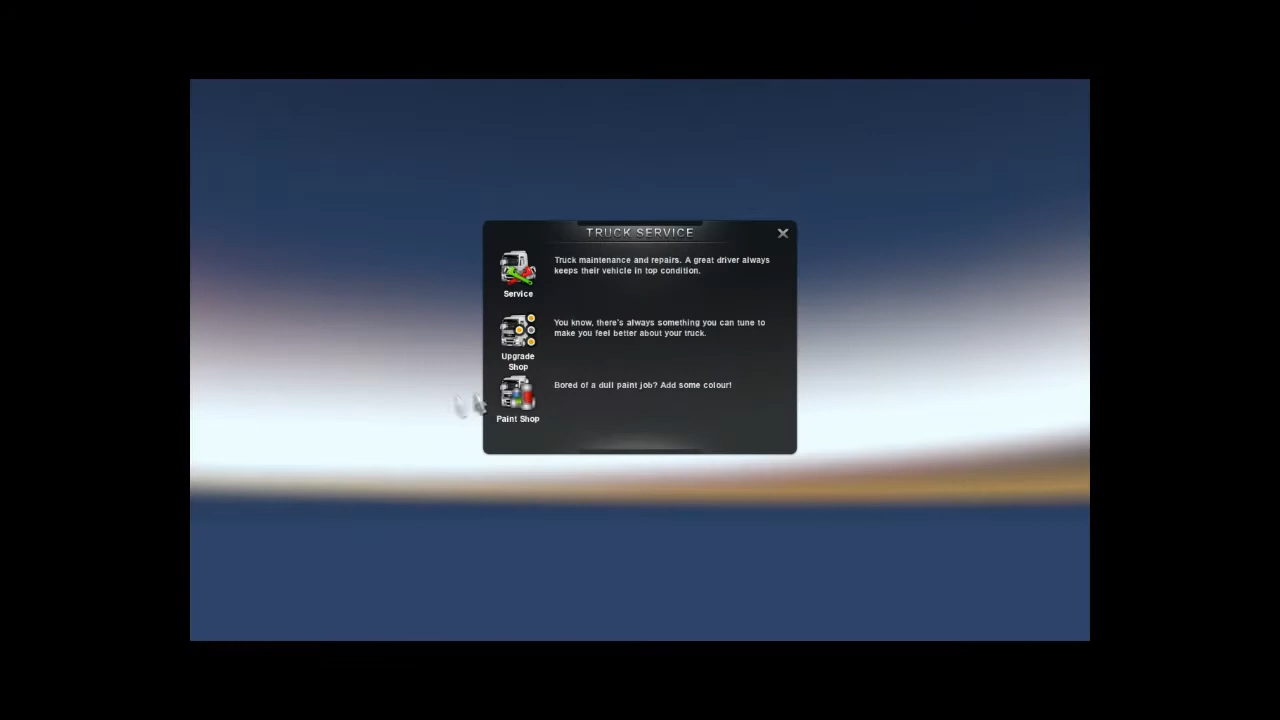 TRUCK SERVICE
Truck maintenance and repairs. A great driver always
keeps their vehicle in top condition.
Service
You know, there's always something you can tune to
make you feel better about your truck.
Upgrade
Shop
Bored of a dull paint job? Add some colour!
Paint Shop